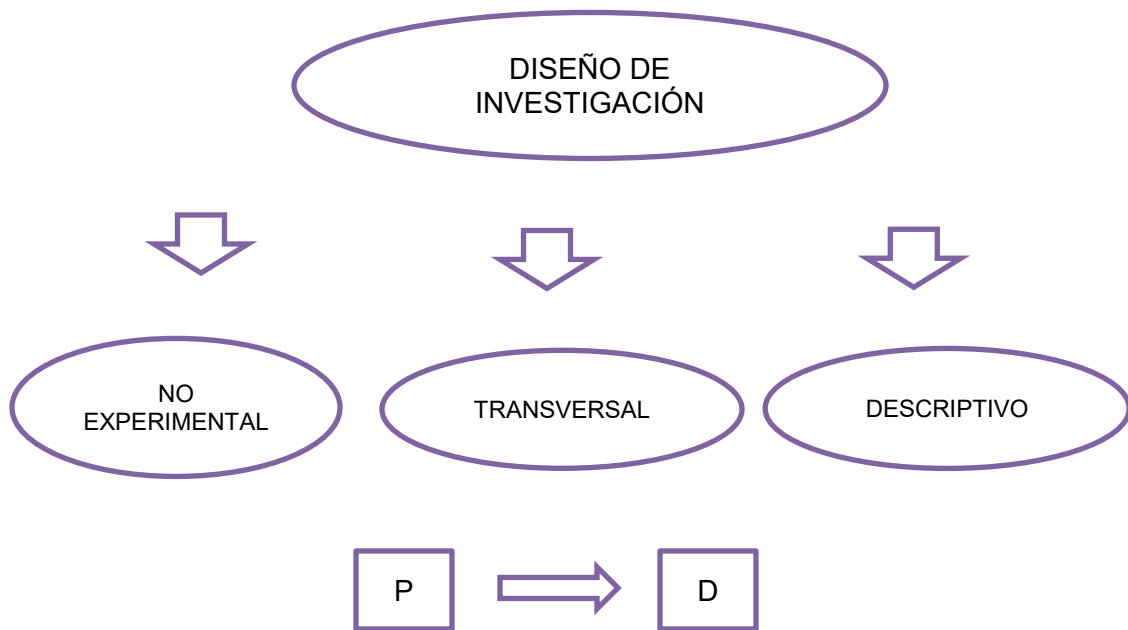 DISEÑO DE
INVESTIGACIÓN
NO
EXPERIMENTAL
TRANSVERSAL
DESCRIPTIVO
P
D